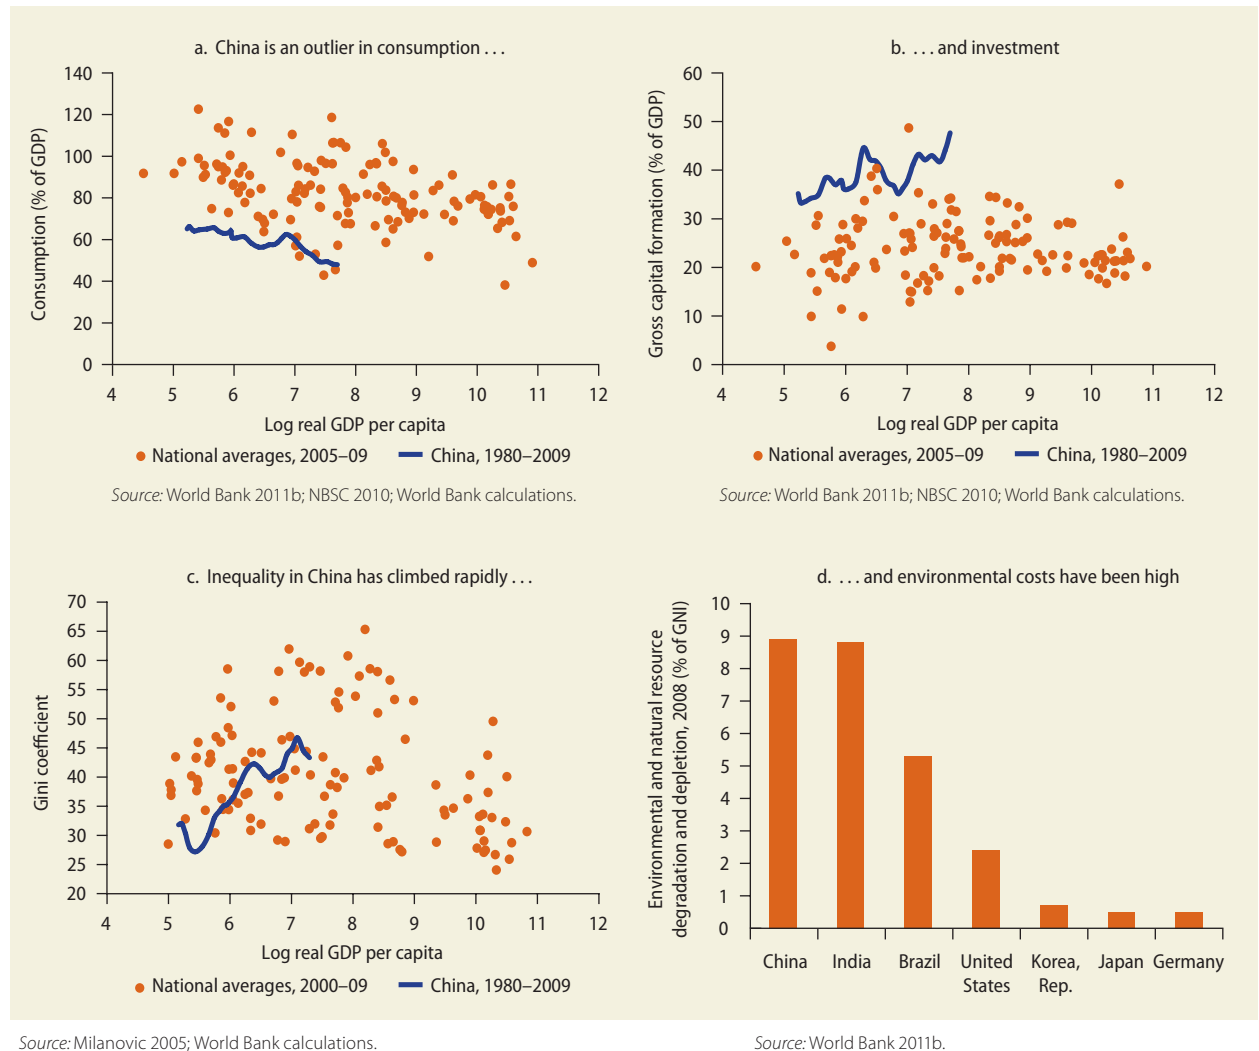 a. China is an outlier in consumption . . .
Consumption (% of GDP)
140
120
100
80
60
40
20
0
4 5 6 7 8 9 10 11 12
Log real GDP per capita
National averages, 2005–09 China, 1980–2009
Source: World Bank 2011b; NBSC 2010; World Bank calculations.
b. . . . and investment
Gross capital formation (% of GDP)
60
50
40
30
20
10
0
4 5 6 7 8 9 10 11 12
Log real GDP per capita
National averages, 2005–09 China, 1980–2009
Source: World Bank 2011b; NBSC 2010; World Bank calculations.
c. Inequality in China has climbed rapidly . . .
Gini coefficient
70
65
60
55
50
45
40
35
30
25
20
4 5 6 7 8 9 10 11 12
Log real GDP per capita
National averages, 2000–09 China, 1980–2009
Source: Milanovic 2005; World Bank calculations.
d. . . . and environmental costs have been high
Environmental and natural resource
degradation and depletion, 2008 (% of GNI)
10
9
8
7
6
5
4
3
2
1
0
China India Brazil United Korea, Japan Germany
States Rep.
Source: World Bank 2011b.